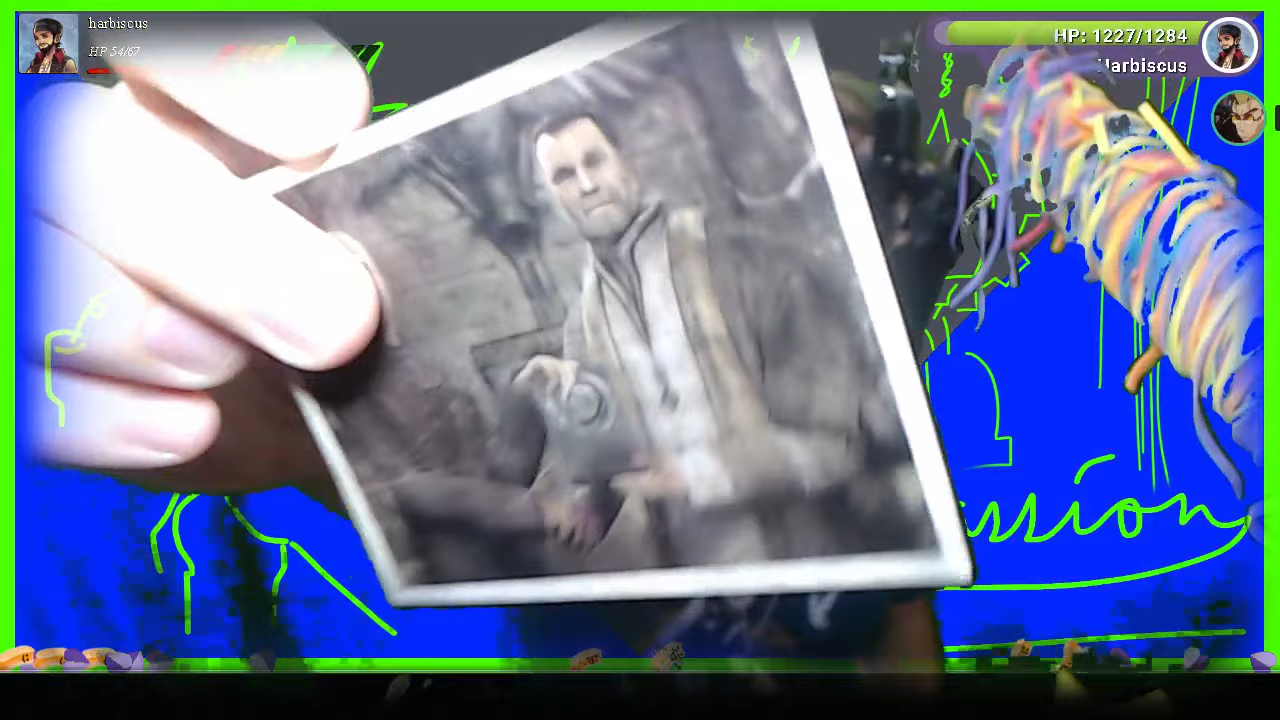 harbiscus
HP 54/67
HP: 1227/1284
Harbiscus
ssion